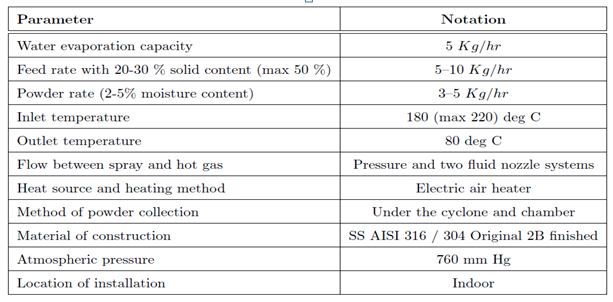 Parameter Notation
Water evaporation capacity 5 Kg/hr
Feed rate with 20-30 % solid content (max 50 %) 5–10 Kg/hr
Powder rate (2-5% moisture content) 3–5 Kg/hr
Inlet temperature 180 (max 220) deg C
Outlet temperature 80 deg C
Flow between spray and hot gas Pressure and two fluid nozzle systems
Heat source and heating method Electric air heater
Method of powder collection Under the cyclone and chamber
Material of construction SS AISI 316 / 304 Original 2B finished
Atmospheric pressure 760 mm Hg
Location of installation Indoor